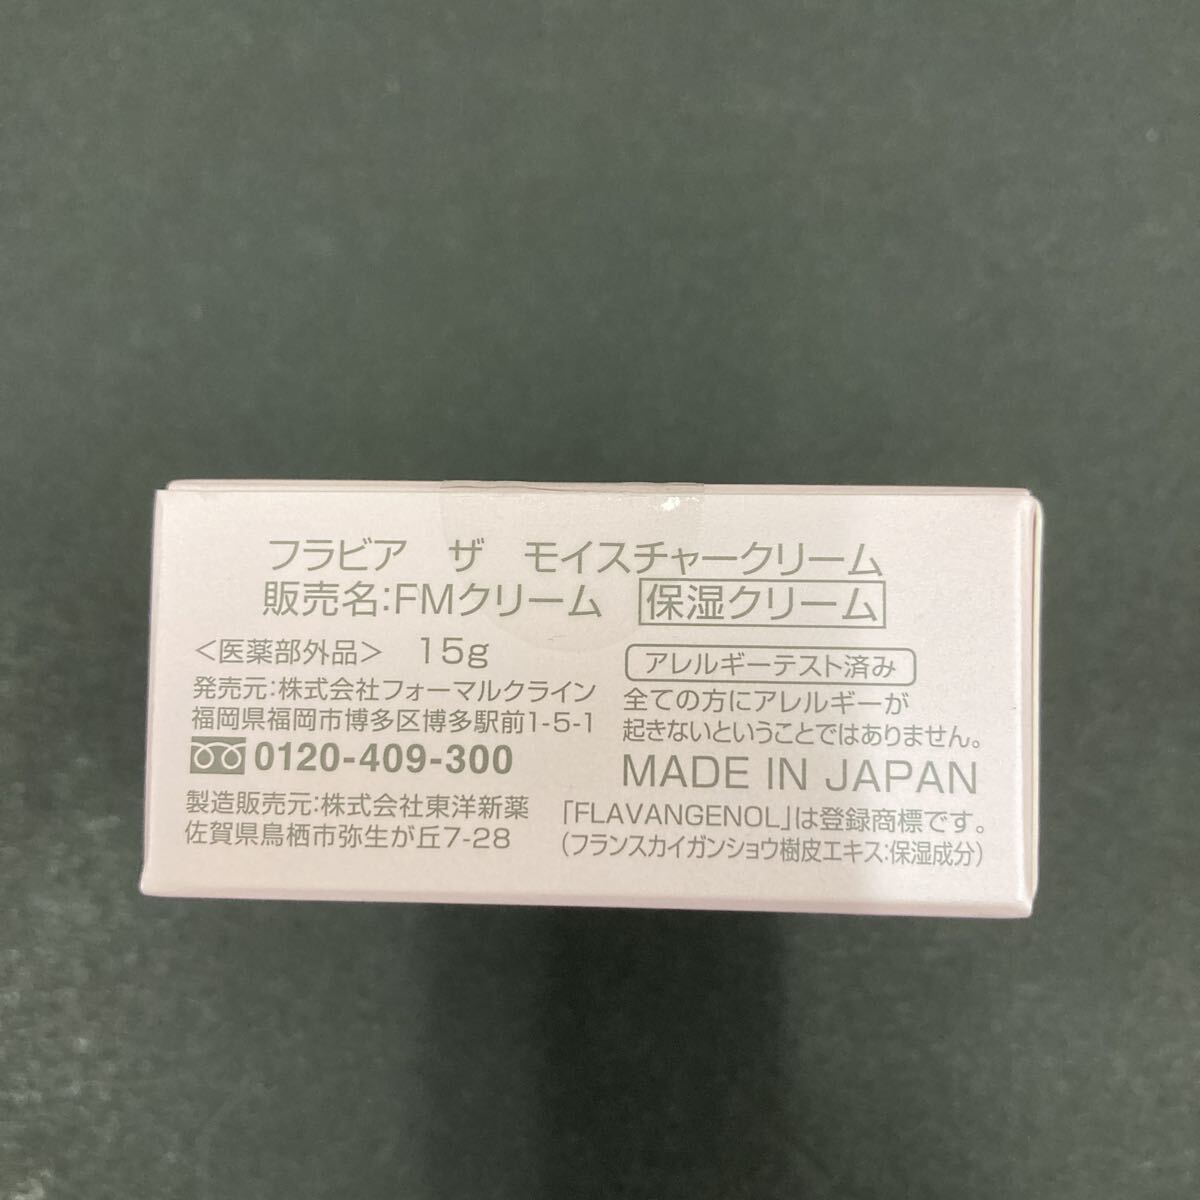 フラビア ザ モイスチャークリーム
販売名:FMクリーム 保湿クリーム
<医薬部外品> 15g
発売元:株式会社フォーマルクライン
福岡県福岡市博多区博多駅前1-5-1
0120-409-300
製造販売元:株式会社東洋新薬
佐賀県鳥栖市弥生が丘7-28
アレルギーテスト済み
全ての方にアレルギーが
起きないということではありません。
MADE IN JAPAN
「FLAVANGENOL」は登録商標です。
(フランスカイガンショウ樹皮エキス:保湿成分)